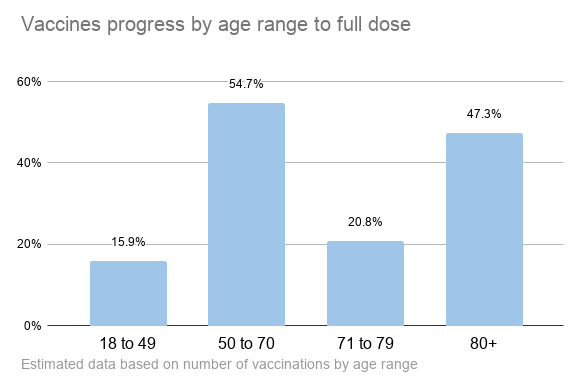 Vaccines progress by age range to full dose
60%
54.7%
47.3%
40%
20.8%
20%
15.9%
0%
18 to 49
50 to 70
71 to 79
80+
Estimated data based on number of vaccinations by age range